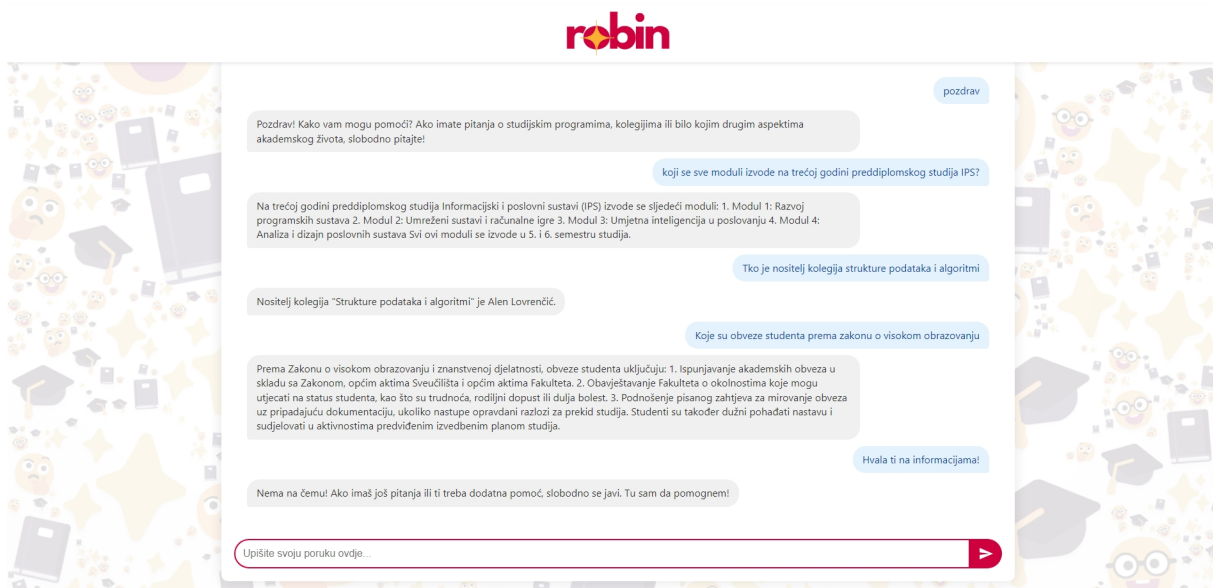 robin
pozdrav
Pozdrav! Kako vam mogu pomoći? Ako imate pitanja o studijskim programima, kolegijima ili bilo kojim drugim aspektima
akademskog života, slobodno pitajte!
koji se sve moduli izvode na trećoj godini preddiplomskog studija IPS?
Na trećoj godini preddiplomskog studija Informacijski i poslovni sustavi (IPS) izvode se sljedeći moduli: 1. Modul 1: Razvoj
programskih sustava 2. Modul 2: Umreženi sustavi i računalne igre 3. Modul 3: Umjetna inteligencija u poslovanju 4. Modul 4:
Analiza i dizajn poslovnih sustava Svi ovi moduli se izvode u 5. i 6. semestru studija.
Tko je nositelj kolegija strukture podataka i algoritmi
Nositelj kolegija "Strukture podataka i algoritmi" je Alen Lovrenčić.
Koje su obveze studenta prema zakonu o visokom obrazovanju
Prema Zakonu o visokom obrazovanju i znanstvenoj djelatnosti, obveze studenta uključuju: 1. Ispunjavanje akademskih obveza u
skladu sa Zakonom, općim aktima Sveučilišta i općim aktima Fakulteta. 2. Obavještavanje Fakulteta o okolnostima koje mogu
utjecati na status studenta, kao što su trudnoća, rodiljni dopust ili dulja bolest. 3. Podnošenje pisanog zahtjeva za mirovanje obveza
uz pripadajuću dokumentaciju, ukoliko nastupe opravdani razlozi za prekid studija. Studenti su također dužni pohađati nastavu i
sudjelovati u aktivnostima predviđenim izvedbenim planom studija.
Hvala ti na informacijama!
Nema na čemu! Ako imaš još pitanja ili ti treba dodatna pomoć, slobodno se javi. Tu sam da pomognem!
Upišite svoju poruku ovdje...